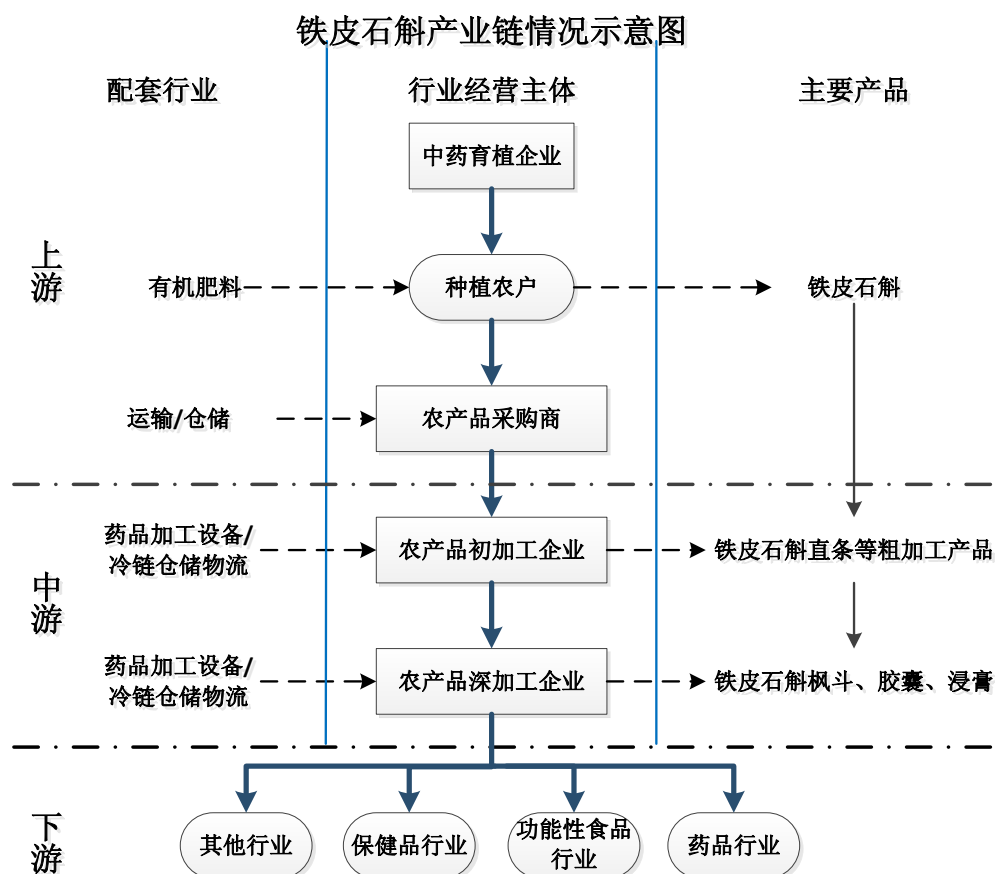 铁皮石斛产业链情况示意图
配套行业
行业经营主体
主要产品
中药育植企业
上
游
有机肥料
种植农户
铁皮石斛
运输/仓储
农产品采购商
中
游
药品加工设备/
冷链仓储物流
农产品初加工企业
铁皮石斛直条等粗加工产品
药品加工设备/
冷链仓储物流
农产品深加工企业
铁皮石斛枫斗、胶囊、浸膏
下
游
其他行业
保健品行业
功能性食品
行业
药品行业